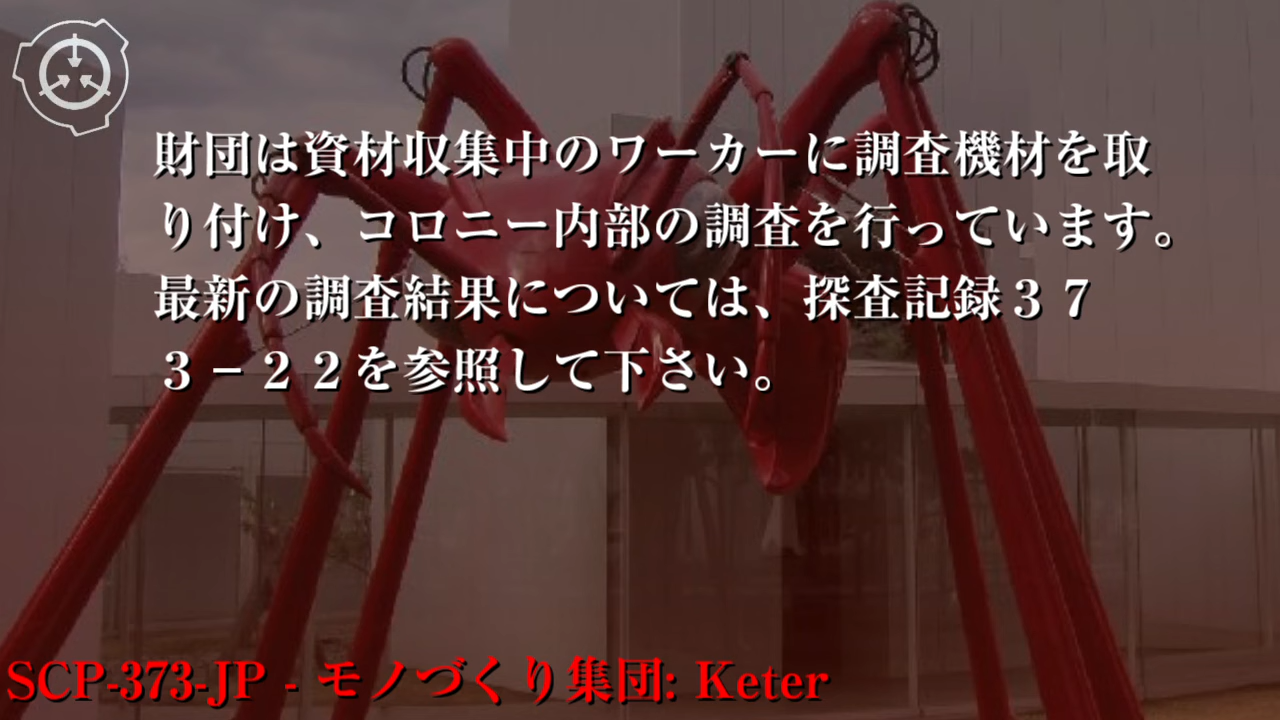 財団は資材収集中のワーカーに調査機材を取
り付け、コロニー内部の調査を行っています。
最新の調査結果については、探査記録３７
３－２２を参照して下さい。
SCP-373-JP - モノづくり集団: Keter